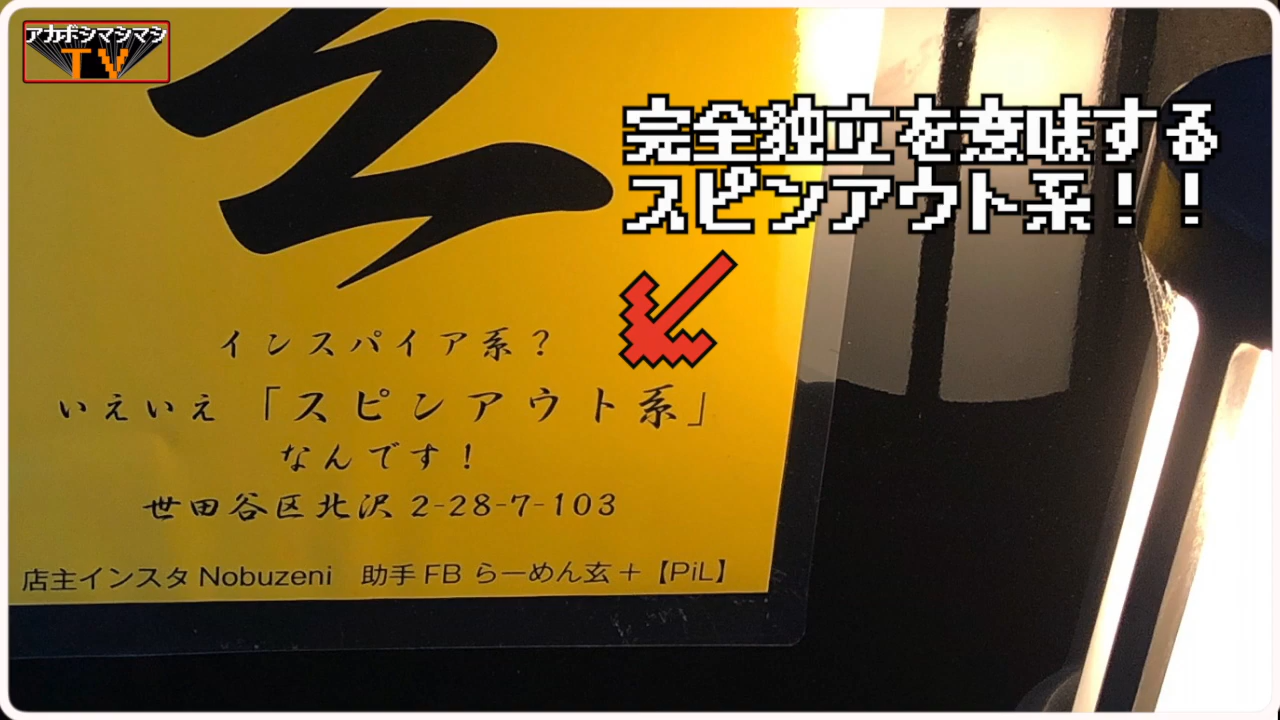 アカボシマシマシ
TV
玄
完全独立を意味する
スピンアウト系！！
インスパイア系？
いえいえ「スピンアウト系」
なんです！
世田谷区北沢 2-28-7-103
店主インスタ Nobuzeni 助手 FB らーめん玄＋【PiL】